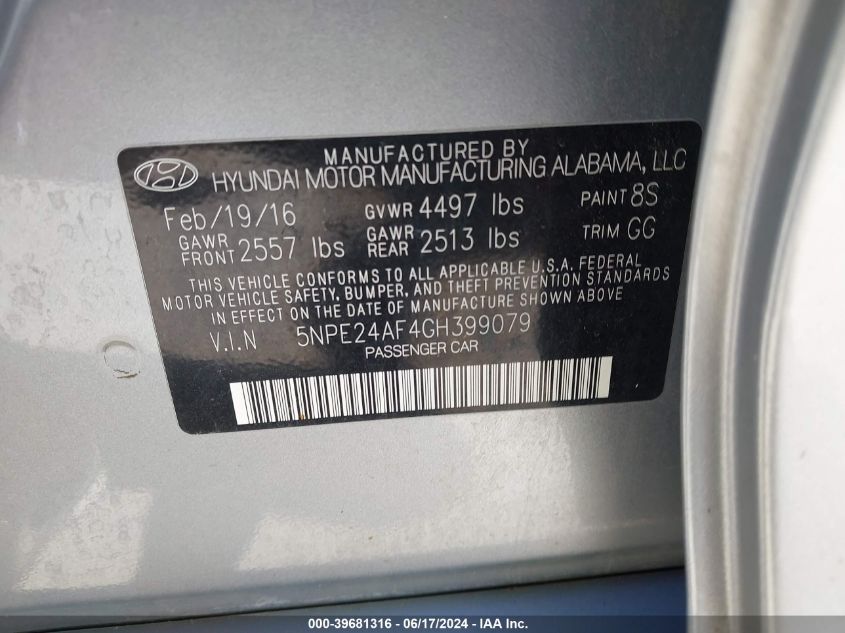 MANUFACTURED BY
HYUNDAI MOTOR MANUFACTURING ALABAMA, LLC
Feb/19/16 GVWR 4497 lbs PAINT 8S
GAWR FRONT 2557 lbs GAWR REAR 2513 lbs TRIM GG
THIS VEHICLE CONFORMS TO ALL APPLICABLE U.S.A. FEDERAL
MOTOR VEHICLE SAFETY, BUMPER, AND THEFT PREVENTION STANDARDS
IN EFFECT ON THE DATE OF MANUFACTURE SHOWN ABOVE
V.I.N 5NPE24AF4GH399079
PASSENGER CAR
000-39681316 - 06/17/2024 - IAA Inc.